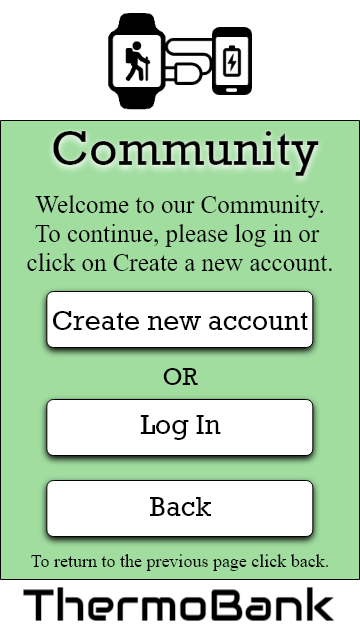 Community
Welcome to our Community.
To continue, please log in or
click on Create a new account.
Create new account
OR
Log In
Back
To return to the previous page click back.
ThermoBank